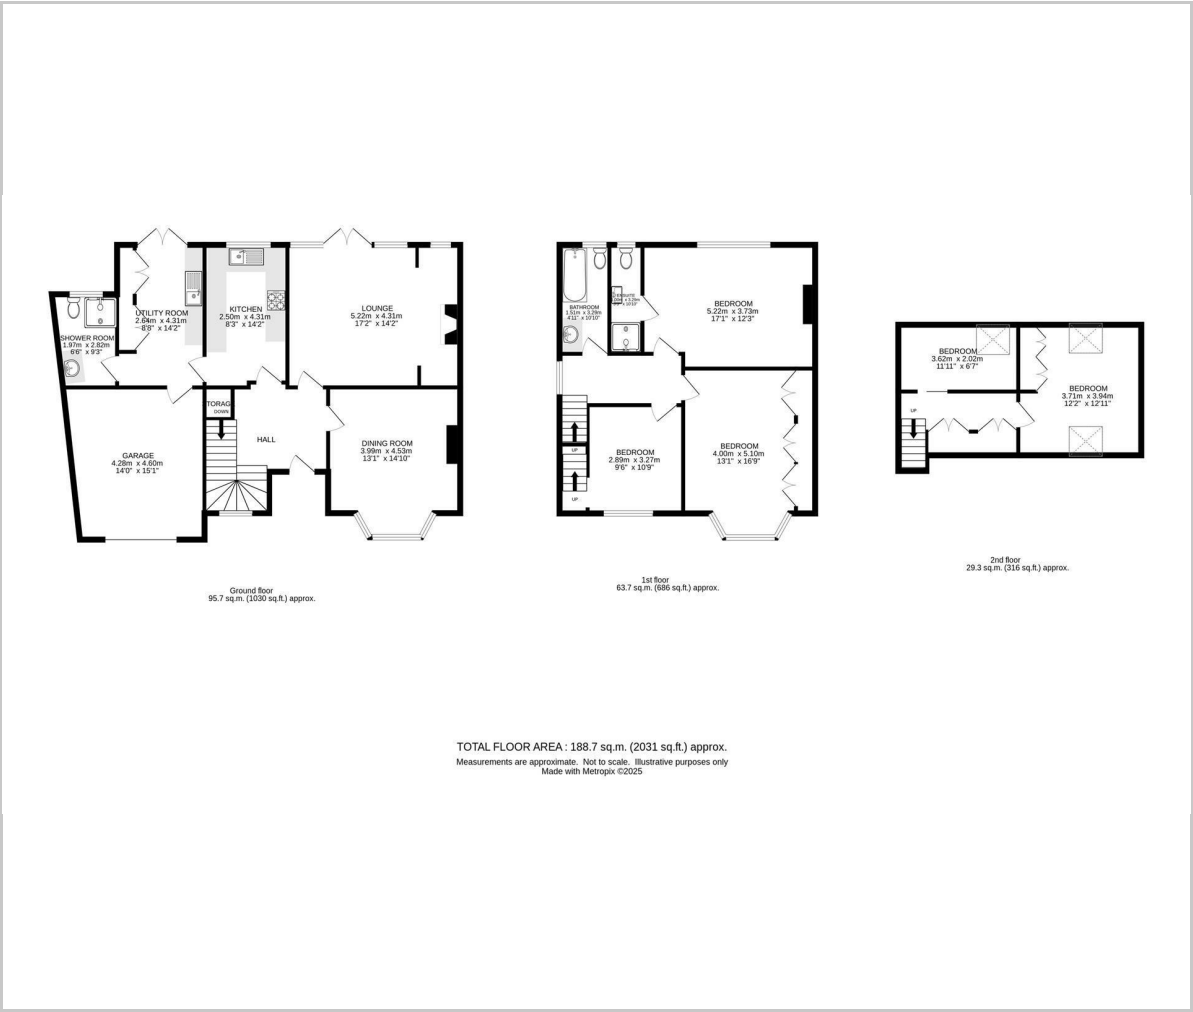 UTILITY ROOM
2.64m x 4.31m
8'8" x 14'2"
KITCHEN
2.50m x 4.31m
8'3" x 14'2"
LOUNGE
5.22m x 4.31m
17'2" x 14'2"
SHOWER ROOM
1.97m x 2.82m
6'6" x 9'3"
TORAG
DOWN
HALL
DINING ROOM
3.99m x 4.53m
13'1" x 14'10"
GARAGE
4.28m x 4.60m
14'0" x 15'1"
Ground floor
95.7 sq.m. (1030 sq.ft.) approx.
BATHROOM
1.51m x 3.29m
4'11" x 10'10"
ENSUITE
BEDROOM
5.22m x 3.73m
17'1" x 12'3"
BEDROOM
2.89m x 3.27m
9'6" x 10'9"
BEDROOM
4.00m x 5.10m
13'1" x 16'9"
UP
UP
1st floor
63.7 sq.m. (686 sq.ft.) approx.
BEDROOM
3.62m x 2.02m
11'11" x 6'7"
BEDROOM
3.71m x 3.94m
12'2" x 12'11"
UP
2nd floor
29.3 sq.m. (316 sq.ft.) approx.
TOTAL FLOOR AREA : 188.7 sq.m. (2031 sq.ft.) approx.
Measurements are approximate. Not to scale. Illustrative purposes only
Made with Metropix ©2025